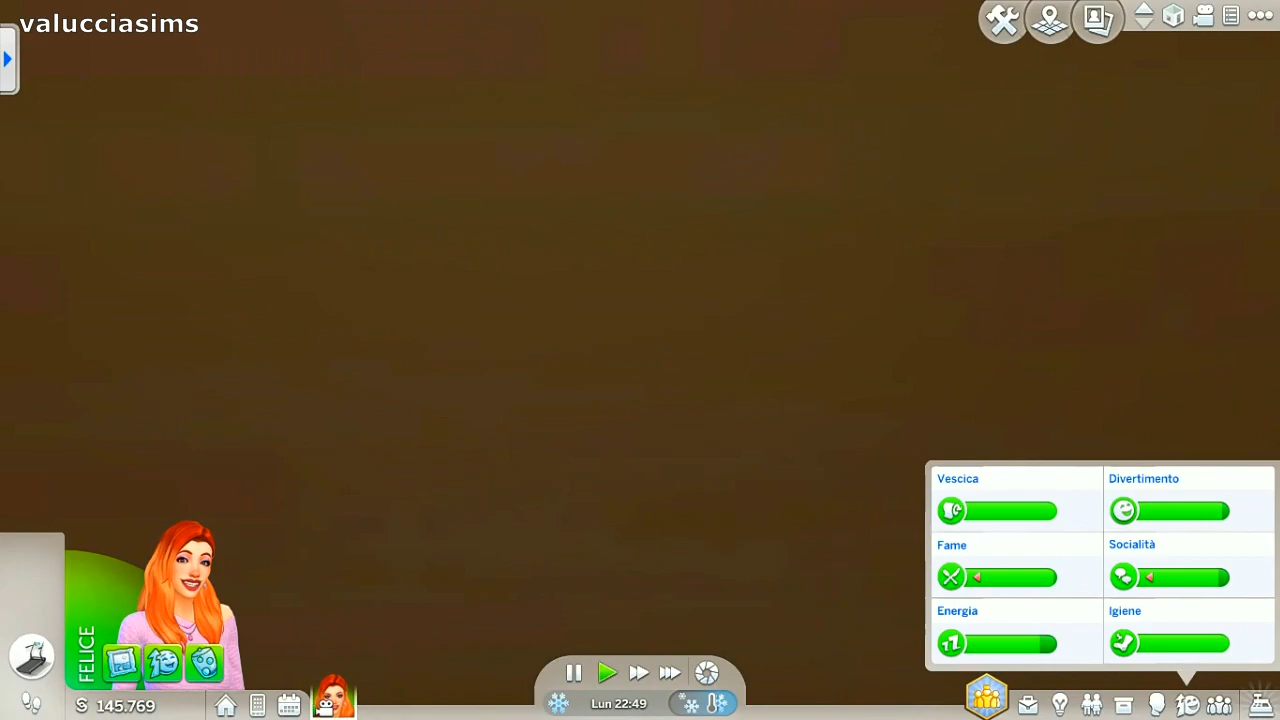 valucciasims
Vescica
Divertimento
Fame
Socialità
Energia
Igiene
FELICE
145.769
Lun 22:49